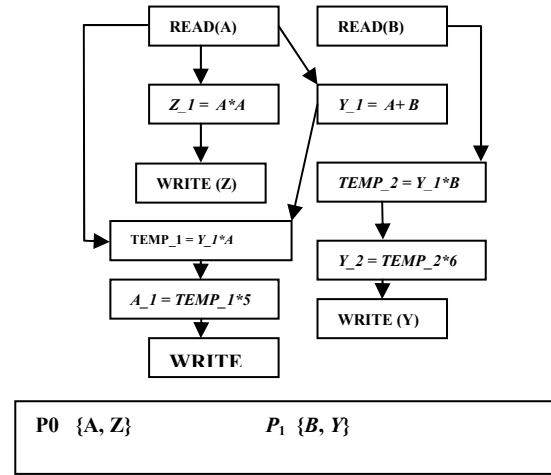 READ(A)
READ(B)
Z_1 = A*A
Y_1 = A+ B
WRITE (Z)
TEMP_2 = Y_1*B
TEMP_1 = Y_1*A
Y_2 = TEMP_2*6
A_1 = TEMP_1*5
WRITE (Y)
WRITE
P0 {A, Z} P1 {B, Y}